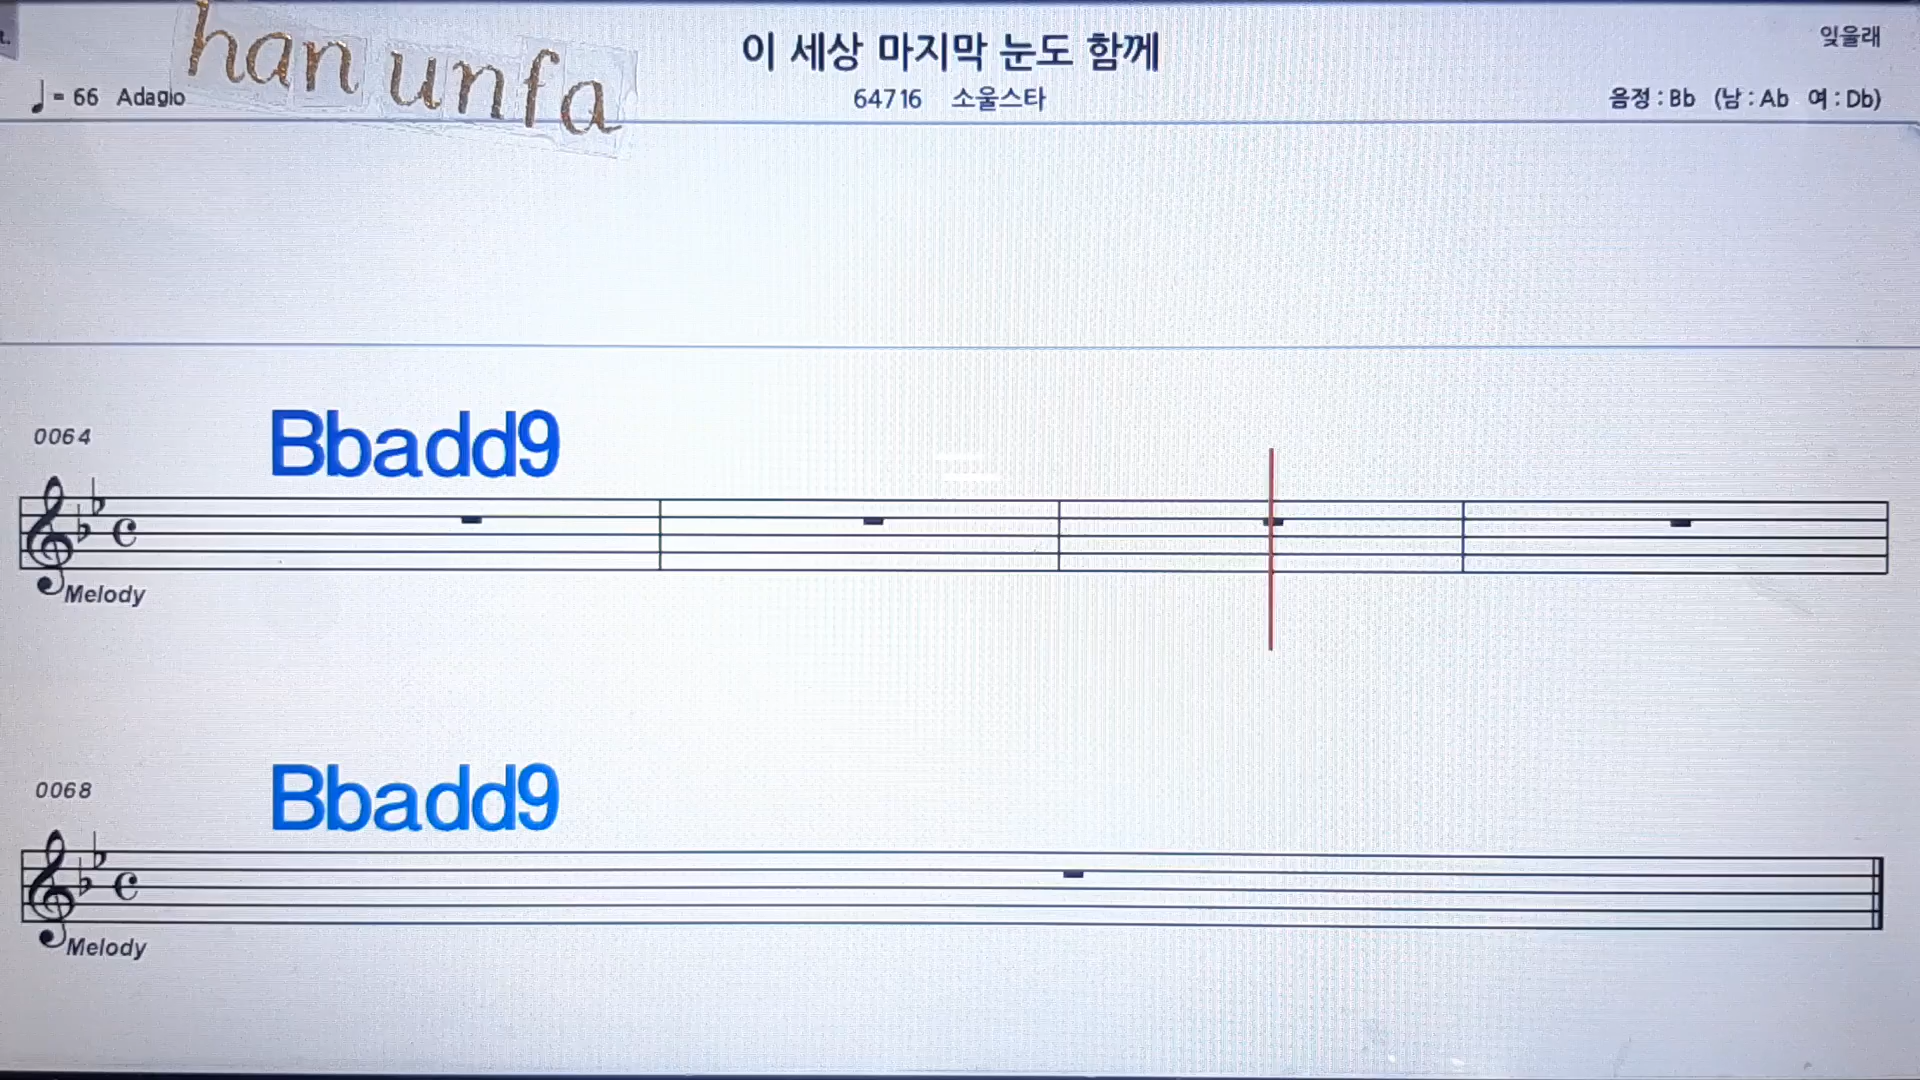 han unfa
이 세상 마지막 눈도 함께
잊을래
♩= 66 Adagio
64716 소울스타
음정 : Bb (남 : Ab 여 : Db)
0064
Bbadd9
Melody
0068
Bbadd9
Melody